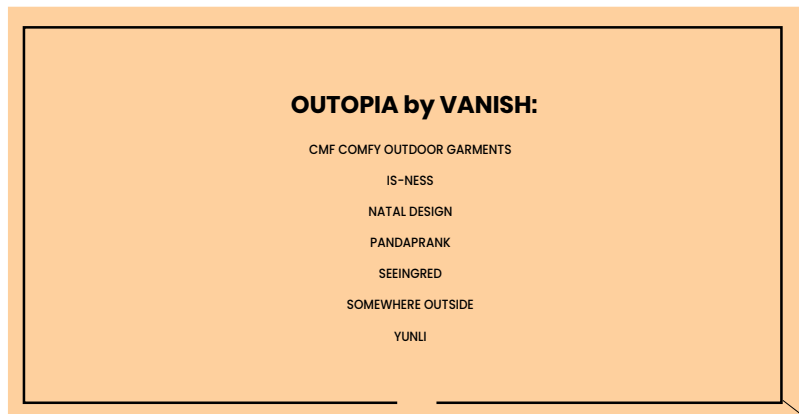 OUTOPIA by VANISH:
CMF COMFY OUTDOOR GARMENTS
IS-NESS
NATAL DESIGN
PANDAPRANK
SEEINGRED
SOMEWHERE OUTSIDE
YUNLI